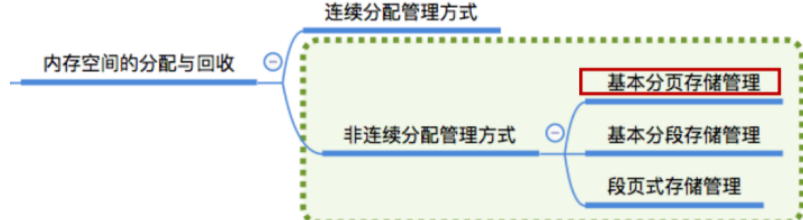 连续分配管理方式
内存空间的分配与回收
基本分页存储管理
非连续分配管理方式
基本分段存储管理
段页式存储管理